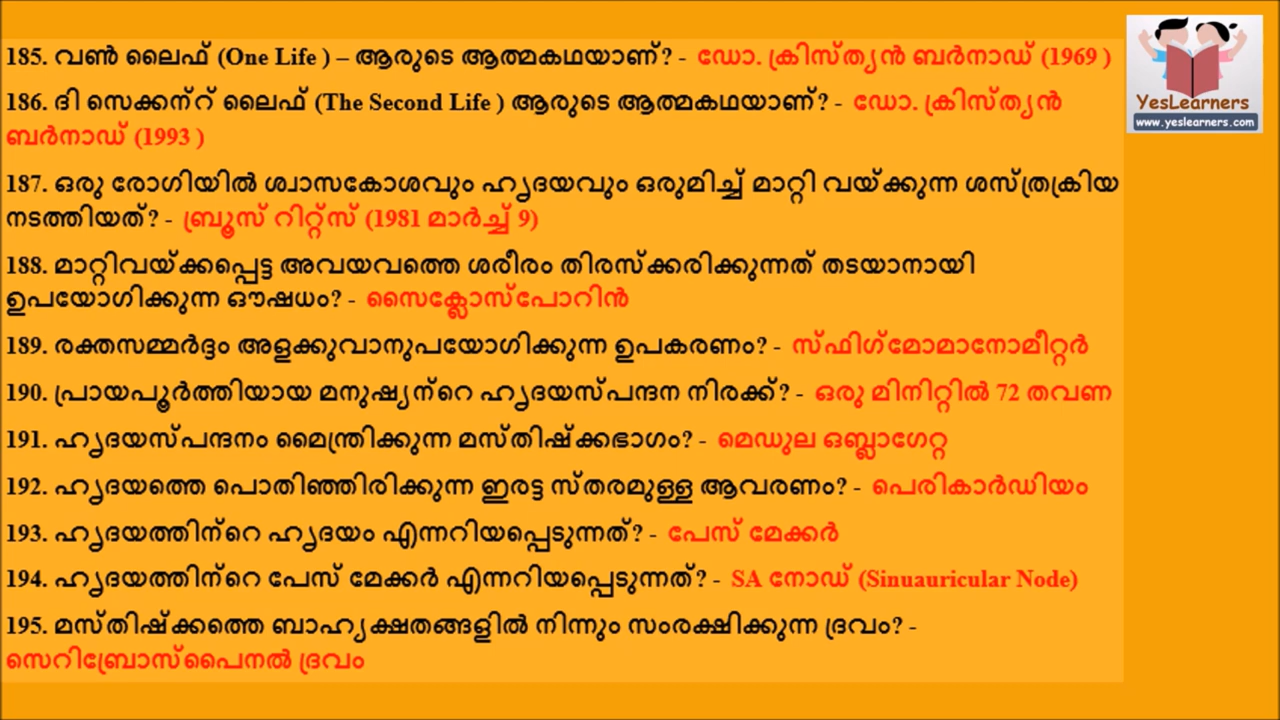 185. വൺ ലൈഫ് (One Life ) – ആരുടെ ആത്മകഥയാണ്? - ഡോ. ക്രിസ്ത്യൻ ബർനാഡ് (1969 )
186. ദി സെക്കന്റ് ലൈഫ് (The Second Life ) ആരുടെ ആത്മകഥയാണ്? - ഡോ. ക്രിസ്ത്യൻ
ബർനാഡ് (1993 )
187. ഒരു രോഗിയിൽ ശ്വാസകോശവും ഹൃദയവും ഒരുമിച്ച് മാറ്റി വയ്ക്കുന്ന ശസ്ത്രക്രിയ
നടത്തിയത്? - ബ്രൂസ് റിറ്റ്സ് (1981 മാർച്ച് 9)
188. മാറ്റിവയ്ക്കപ്പെട്ട അവയവത്തെ ശരീരം തിരസ്ക്കരിക്കുന്നത് തടയാനായി
ഉപയോഗിക്കുന്ന ഔഷധം? - സൈക്ലോസ്പോറിൻ
189. രക്തസമ്മർദ്ദം അളക്കുവാനുപയോഗിക്കുന്ന ഉപകരണം? - സ്ഫിഗ്മോമാനോമീറ്റർ
190. പ്രായപൂർത്തിയായ മനുഷ്യന്റെ ഹൃദയസ്പന്ദന നിരക്ക്? - ഒരു മിനിറ്റിൽ 72 തവണ
191. ഹൃദയസ്പന്ദനം മൈന്ത്രിക്കുന്ന മസ്തിഷ്ക്കഭാഗം? - മെഡുല ഒബ്ലാഗേറ്റ
192. ഹൃദയത്തെ പൊതിഞ്ഞിരിക്കുന്ന ഇരട്ട സ്തരമുള്ള ആവരണം? - പെരികാർഡിയം
193. ഹൃദയത്തിന്റെ ഹൃദയം എന്നറിയപ്പെടുന്നത്? - പേസ് മേക്കർ
194. ഹൃദയത്തിന്റെ പേസ് മേക്കർ എന്നറിയപ്പെടുന്നത്? - SA നോഡ് (Sinuauricular Node)
195. മസ്തിഷ്ക്കത്തെ ബാഹ്യക്ഷതങ്ങളിൽ നിന്നും സംരക്ഷിക്കുന്ന ദ്രവം? -
സെറിബ്രോസ്പൈനൽ ദ്രവം
YesLearners
www.yeslearners.com